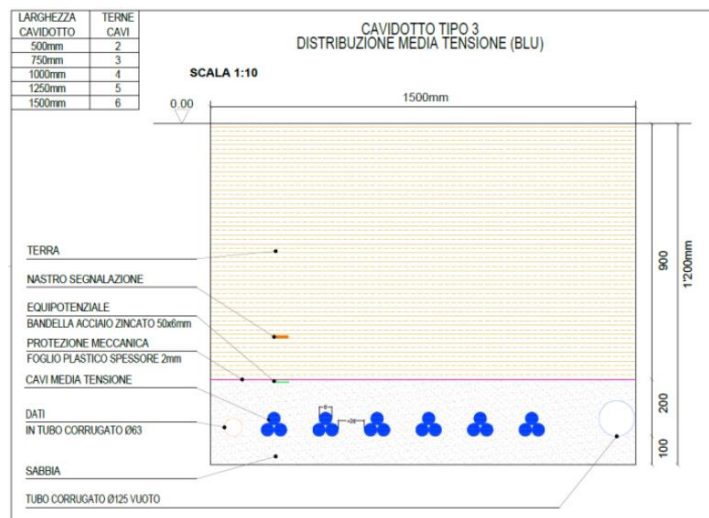 LARGHEZZA CAVIDOTTO TERNE CAVI
500mm 2
750mm 3
1000mm 4
1250mm 5
1500mm 6
CAVIDOTTO TIPO 3
DISTRIBUZIONE MEDIA TENSIONE (BLU)
SCALA 1:10
0.00
1500mm
TERRA
NASTRO SEGNALAZIONE
EQUIPOTENZIALE
BANDELLA ACCIAIO ZINCATO 50x6mm
PROTEZIONE MECCANICA
FOGLIO PLASTICO SPESSORE 2mm
CAVI MEDIA TENSIONE
DATI
IN TUBO CORRUGATO Ø63
SABBIA
TUBO CORRUGATO Ø125 VUOTO
900
1'200mm
200
100